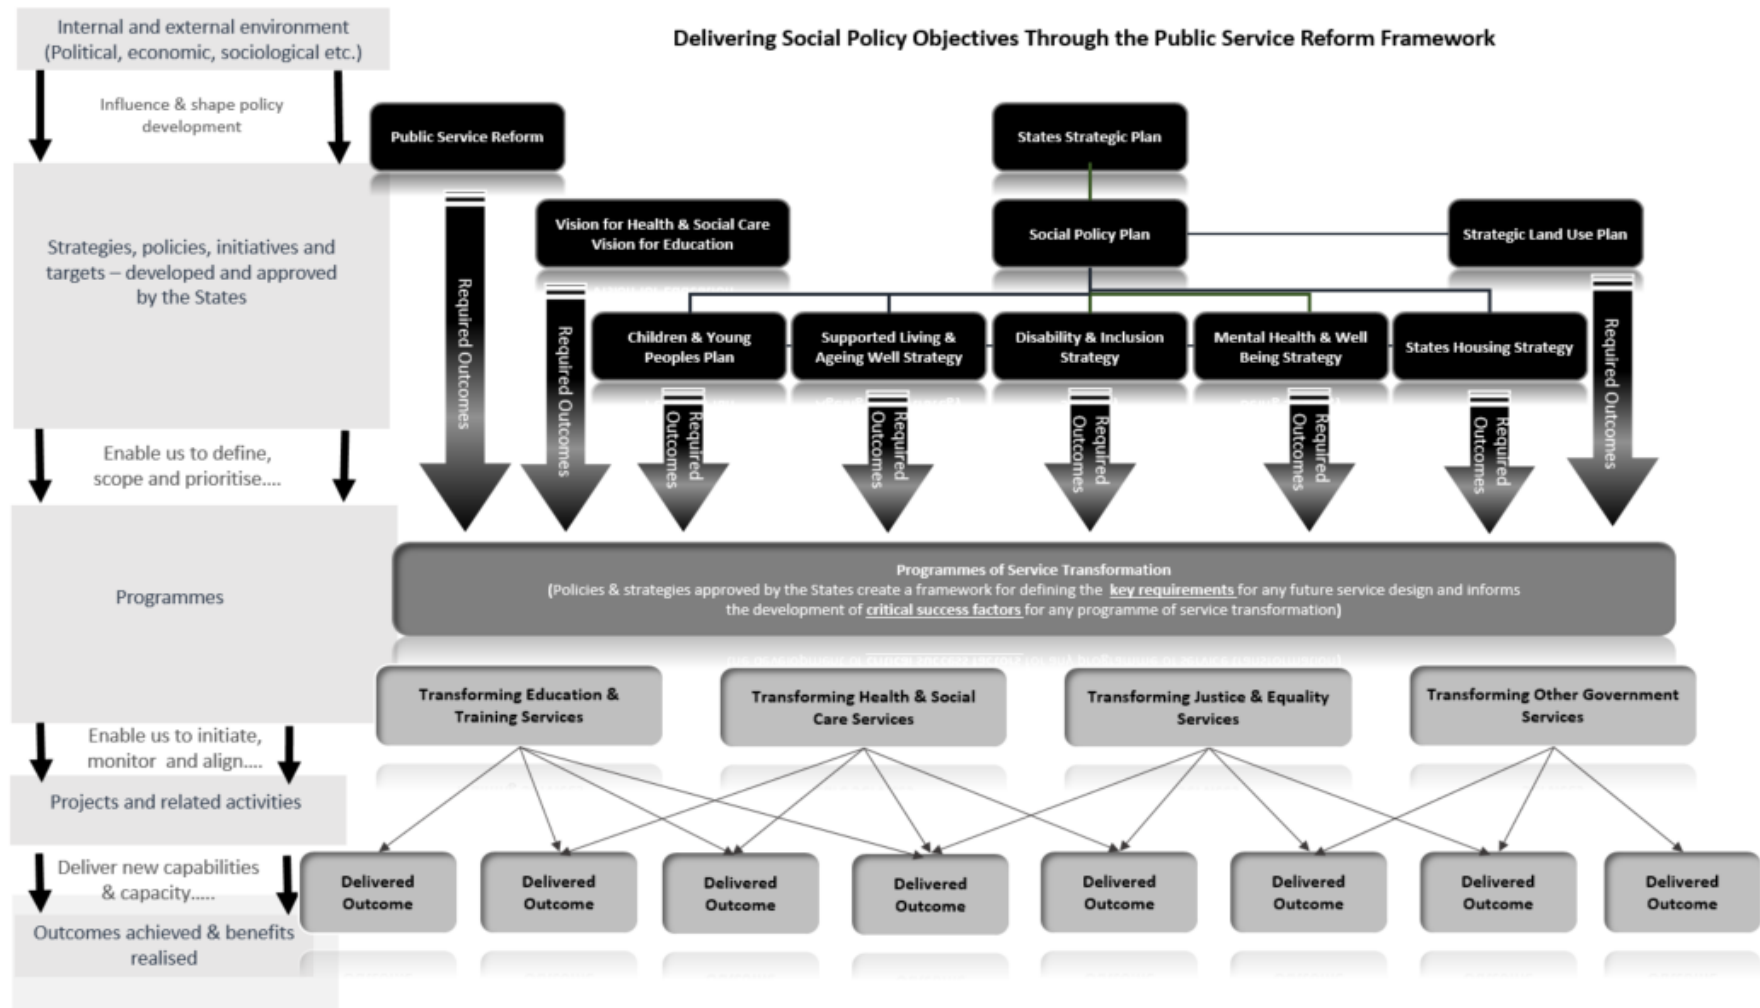 Delivering Social Policy Objectives Through the Public Service Reform Framework
Internal and external environment
(Political, economic, sociological etc.)
Influence & shape policy
development
Strategies, policies, initiatives and
targets – developed and approved
by the States
Enable us to define,
scope and prioritise....
Programmes
Enable us to initiate,
monitor and align....
Projects and related activities
Deliver new capabilities
& capacity.....
Outcomes achieved & benefits
realised
Public Service Reform
States Strategic Plan
Vision for Health & Social Care
Vision for Education
Social Policy Plan
Strategic Land Use Plan
Children & Young
Peoples Plan
Supported Living &
Ageing Well Strategy
Disability & Inclusion
Strategy
Mental Health & Well
Being Strategy
States Housing Strategy
Required Outcomes
Required Outcomes
Required
Outcomes
Required
Outcomes
Required
Outcomes
Required
Outcomes
Required
Outcomes
Required Outcomes
Programmes of Service Transformation
(Policies & strategies approved by the States create a framework for defining the key requirements for any future service design and informs
the development of critical success factors for any programme of service transformation)
Transforming Education &
Training Services
Transforming Health & Social
Care Services
Transforming Justice & Equality
Services
Transforming Other Government
Services
Delivered
Outcome
Delivered
Outcome
Delivered
Outcome
Delivered
Outcome
Delivered
Outcome
Delivered
Outcome
Delivered
Outcome
Delivered
Outcome